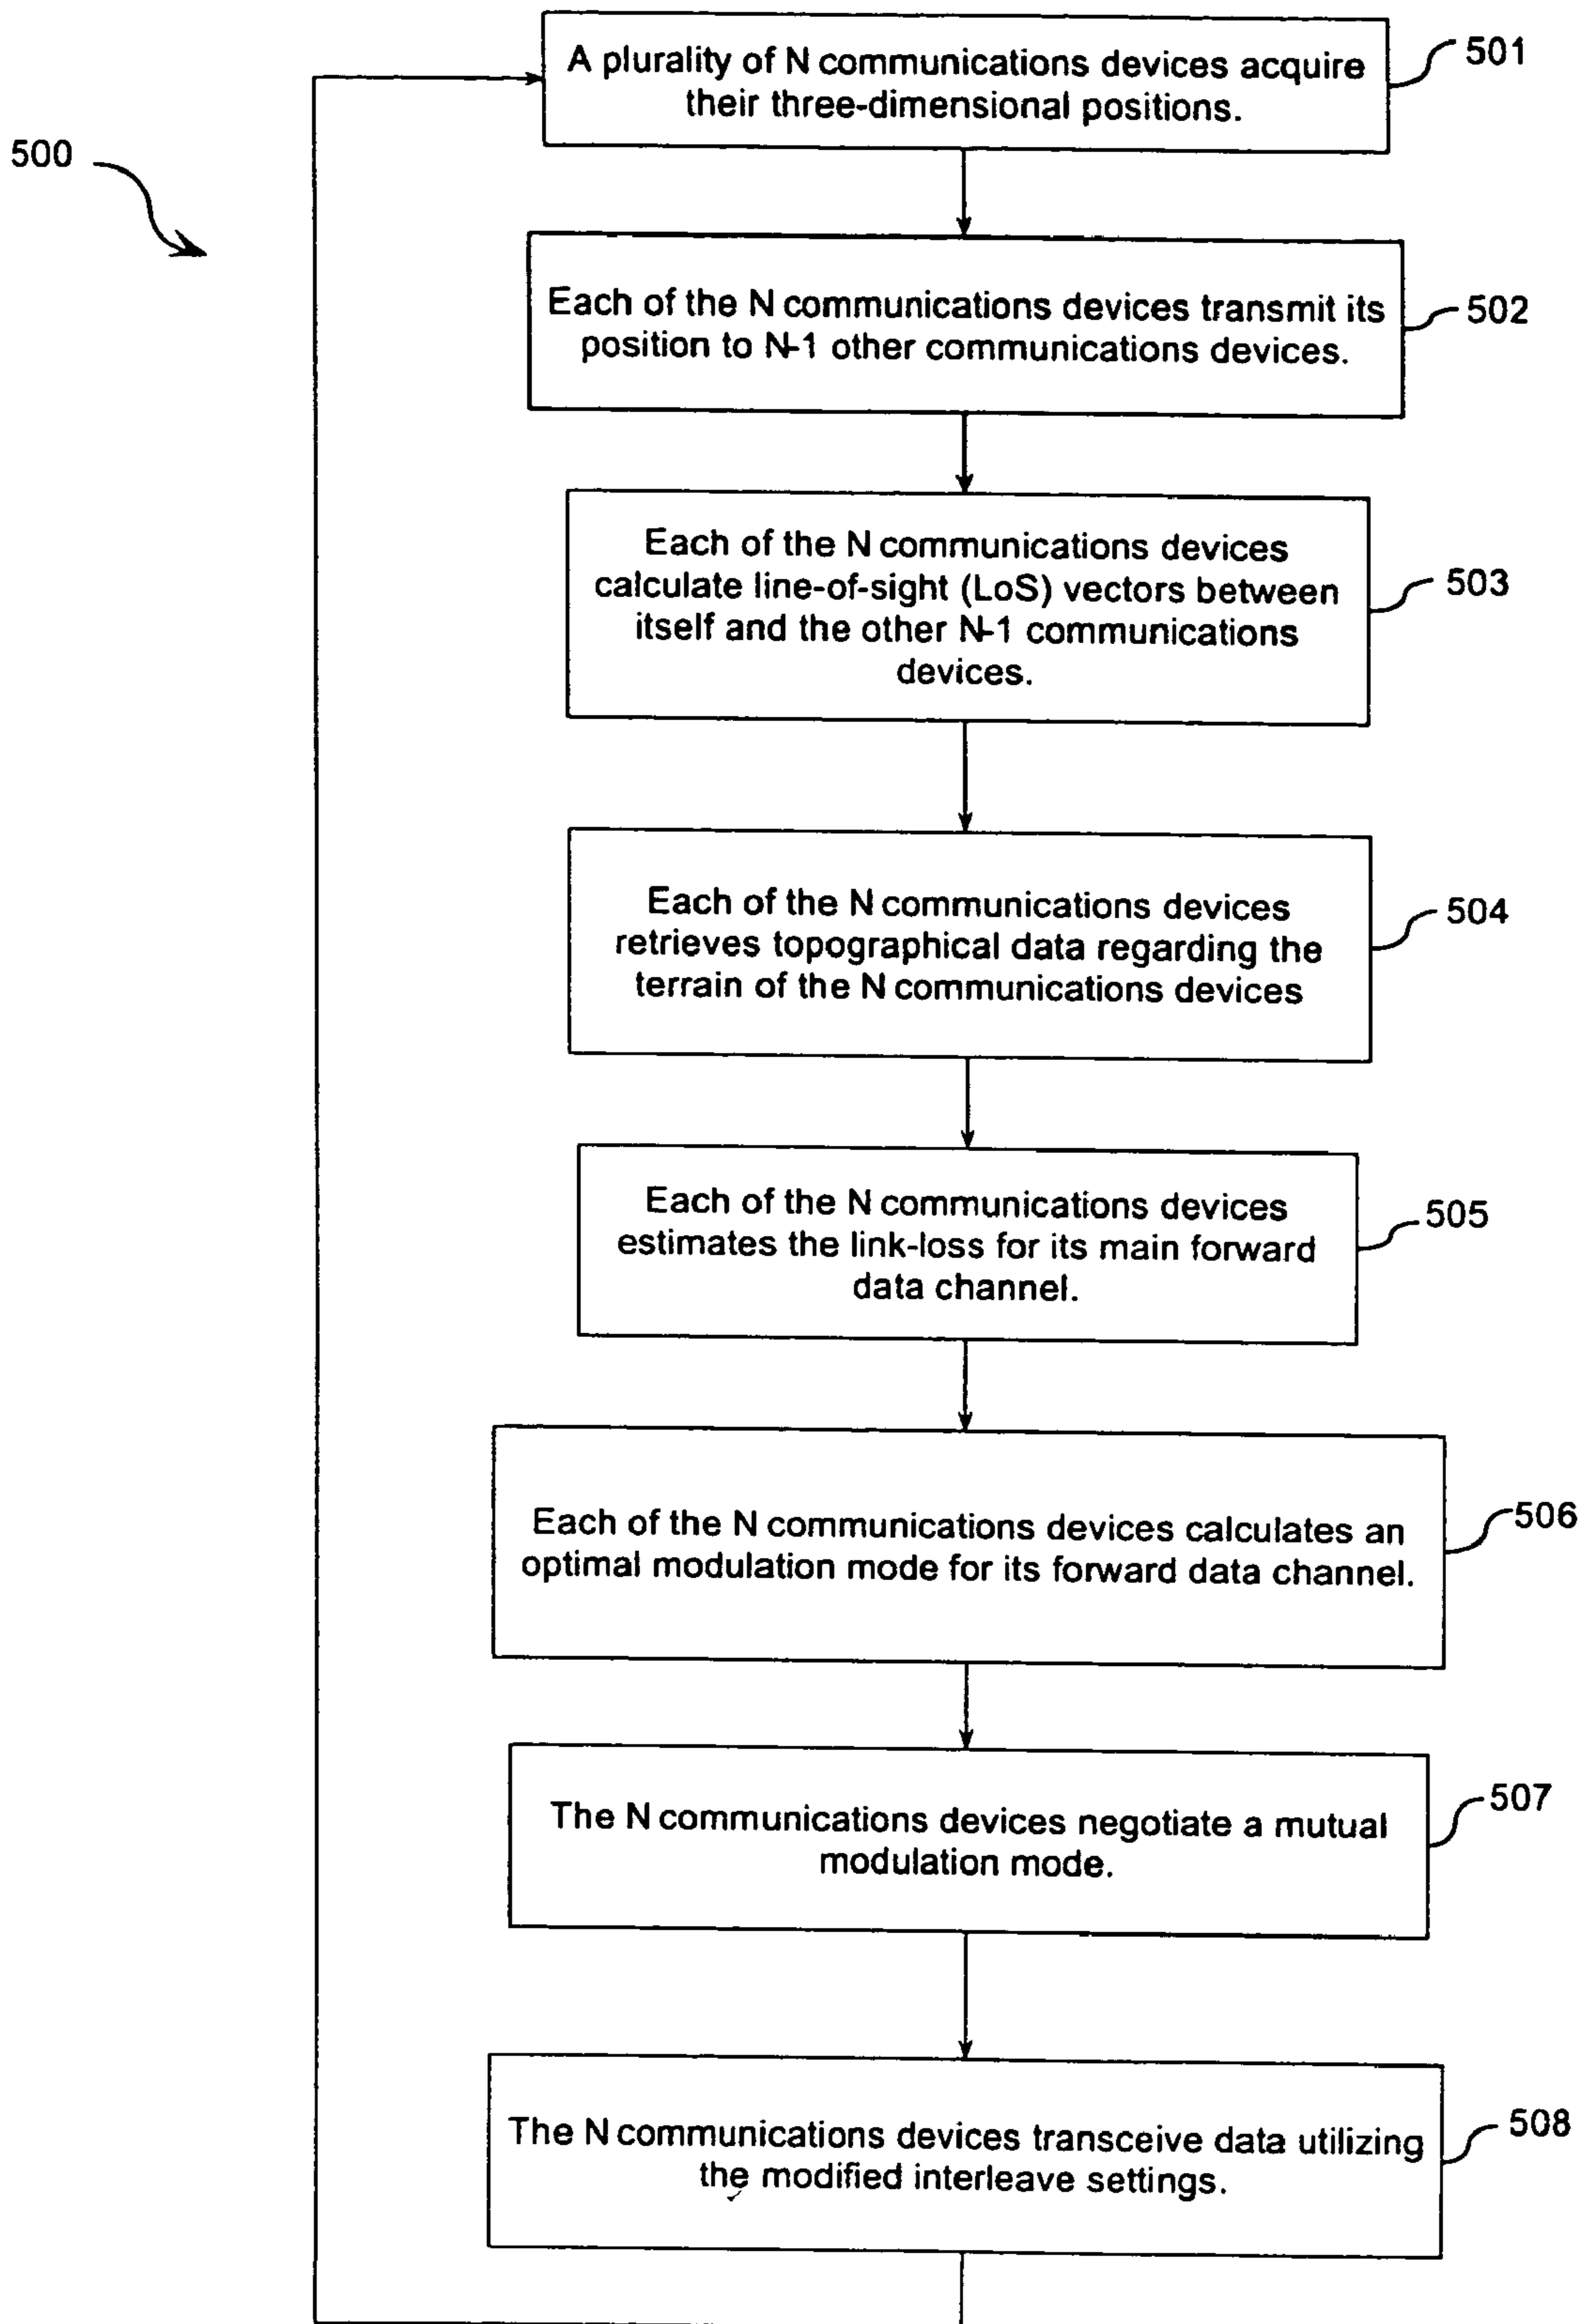 A plurality of N communications devices acquire
their three-dimensional positions.
501
500
Each of the N communications devices transmit its
position to N-1 other communications devices.
502
Each of the N communications devices
calculate line-of-sight (LoS) vectors between
itself and the other N-1 communications
devices.
503
Each of the N communications devices
retrieves topographical data regarding the
terrain of the N communications devices
504
Each of the N communications devices
estimates the link-loss for its main forward
data channel.
505
Each of the N communications devices calculates an
optimal modulation mode for its forward data channel.
506
The N communications devices negotiate a mutual
modulation mode.
507
The N communications devices transceive data utilizing
the modified interleave settings.
508